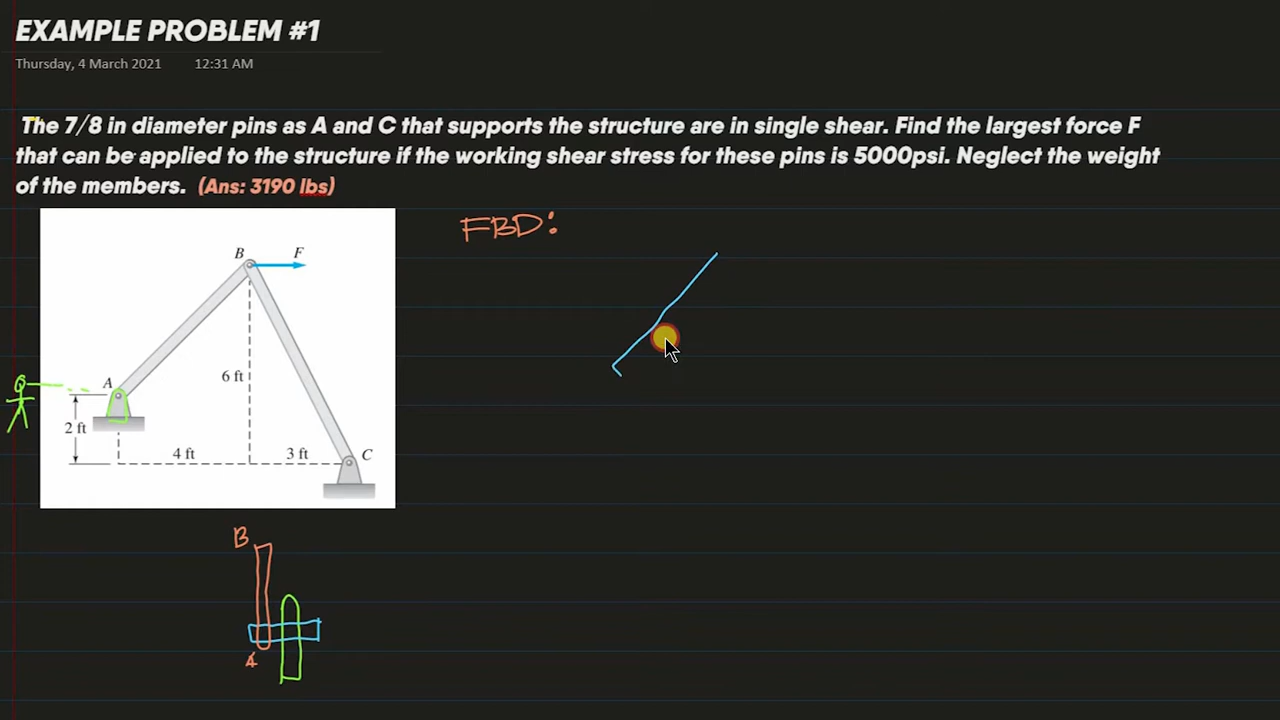 EXAMPLE PROBLEM #1
Thursday, 4 March 2021 12:31 AM
The 7/8 in diameter pins as A and C that supports the structure are in single shear. Find the largest force F
that can be applied to the structure if the working shear stress for these pins is 5000psi. Neglect the weight
of the members. (Ans: 3190 lbs)
FBD:
B F
6 ft
A
2 ft
4 ft 3 ft C
B
A